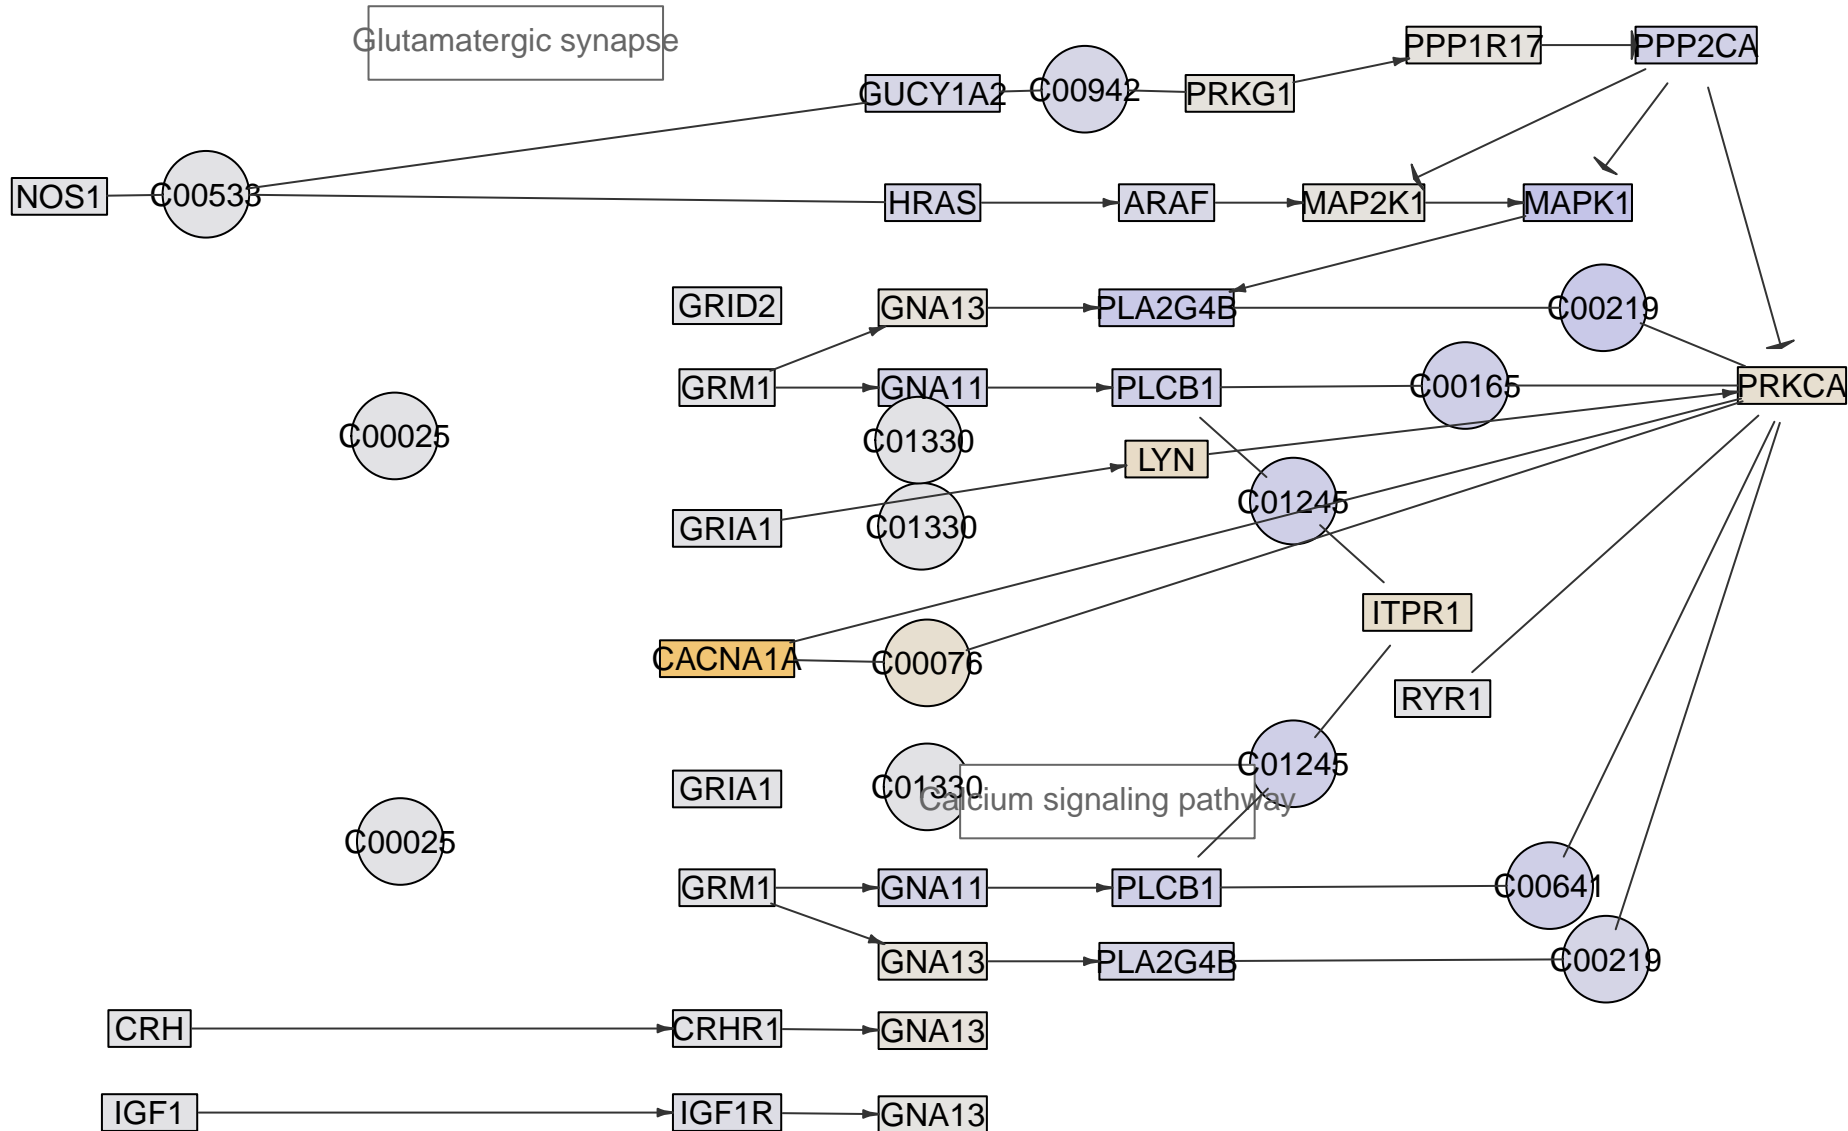 Glutamatergic synapse
PPP1R17
PPP2CA
GUCY1A2
C00942
PRKG1
NOS1
C00533
HRAS
ARAF
MAP2K1
MAPK1
GRID2
GNA13
PLA2G4B
C00219
GRM1
GNA11
PLCB1
C00165
PRKCA
C00025
C01330
LYN
C01245
GRIA1
C01330
ITPR1
CACNA1A
C00076
RYR1
C01245
GRIA1
C01330
Calcium signaling pathway
C00025
GRM1
GNA11
PLCB1
C00641
GNA13
PLA2G4B
C00219
CRH
CRHR1
GNA13
IGF1
IGF1R
GNA13